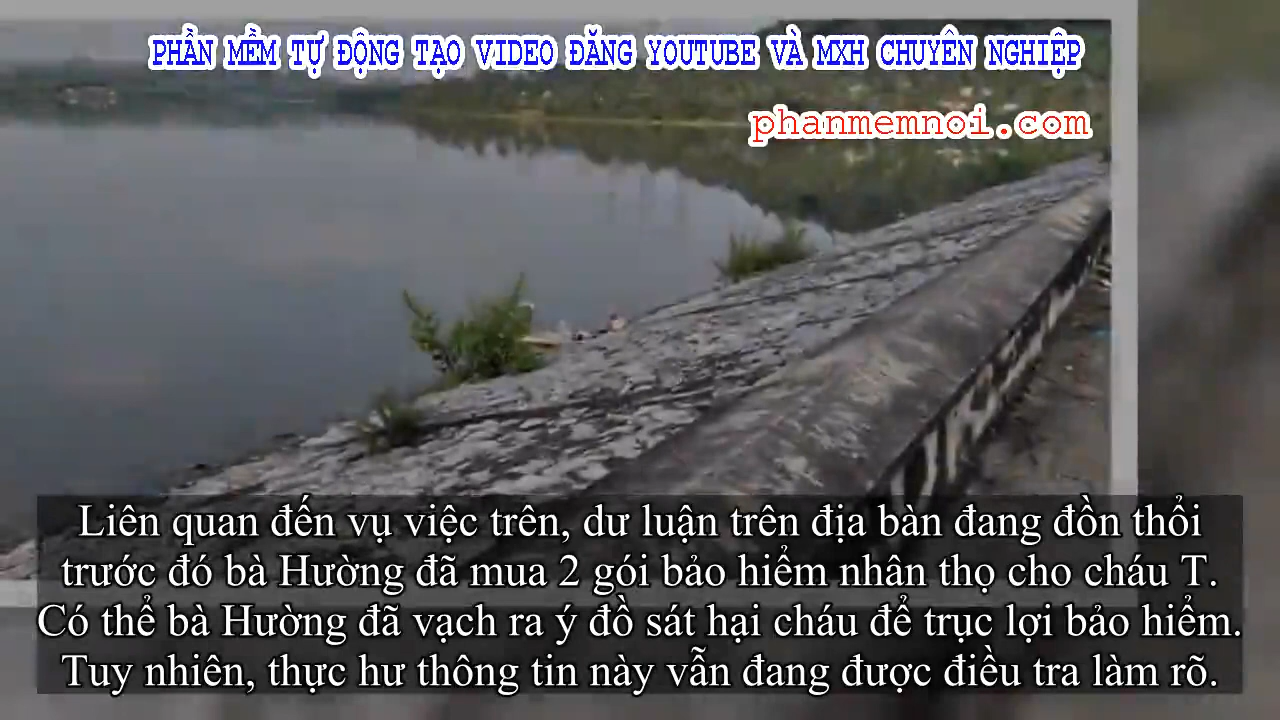 PHẦN MỀM TỰ ĐỘNG TẠO VIDEO ĐĂNG YOUTUBE VÀ MXH CHUYÊN NGHIỆP
phanmemnoi.com
Liên quan đến vụ việc trên, dư luận trên địa bàn đang đồn thổi
trước đó bà Hường đã mua 2 gói bảo hiểm nhân thọ cho cháu T.
Có thể bà Hường đã vạch ra ý đồ sát hại cháu để trục lợi bảo hiểm.
Tuy nhiên, thực hư thông tin này vẫn đang được điều tra làm rõ.